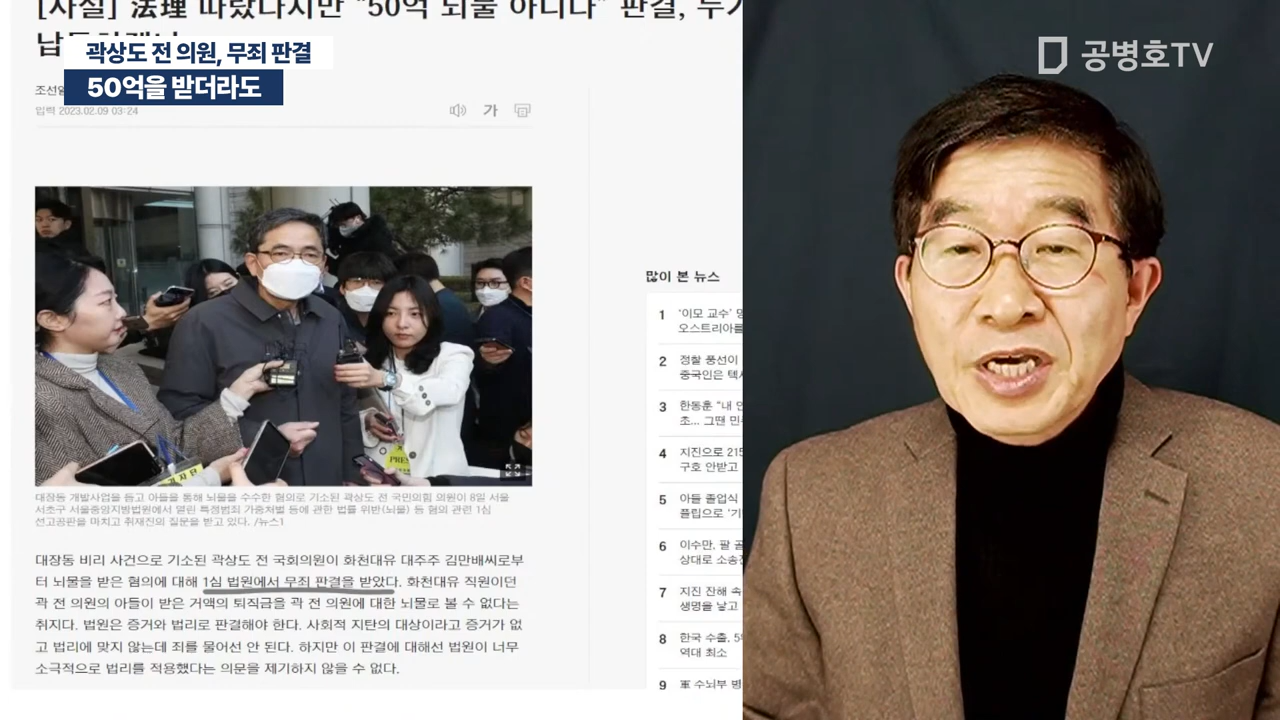 [사설] 法理 따랐다지만 "50억 뇌물 아니다" 판결, 누가
곽상도 전 의원, 무죄 판결
50억을 받더라도
입력 2023.02.09 03:24
가
공병호TV
PRE
대장동 개발사업을 돕고 아들을 통해 뇌물을 수수한 혐의로 기소된 곽상도 전 국민의힘 의원이 8일 서울
서초구 서울중앙지방법원에서 열린 특정범죄 가중처벌 등에 관한 법률 위반(뇌물) 등 혐의 관련 1심
선고공판을 마치고 취재진의 질문을 받고 있다. /뉴스1
대장동 비리 사건으로 기소된 곽상도 전 국회의원이 화천대유 대주주 김만배씨로부
터 뇌물을 받은 혐의에 대해 1심 법원에서 무죄 판결을 받았다. 화천대유 직원이던
곽 전 의원의 아들이 받은 거액의 퇴직금을 곽 전 의원에 대한 뇌물로 볼 수 없다는
취지다. 법원은 증거와 법리로 판결해야 한다. 사회적 지탄의 대상이라고 증거가 없
고 법리에 맞지 않는데 죄를 물어선 안 된다. 하지만 이 판결에 대해선 법원이 너무
소극적으로 법리를 적용했다는 의문을 제기하지 않을 수 없다.
많이 본 뉴스
1 '이모 교수'
오스트리아를
2 정찰 풍선이
중국인은
3 한동훈 "내
초... 그땐
4 지진으로
구호 안받고
5 아들 졸업식
플립으로
6 이수만, 팔
상대로
7 지진 잔해 속
생명을 낳고
8 한국 수출,
역대 최소
9 軍 수뇌부